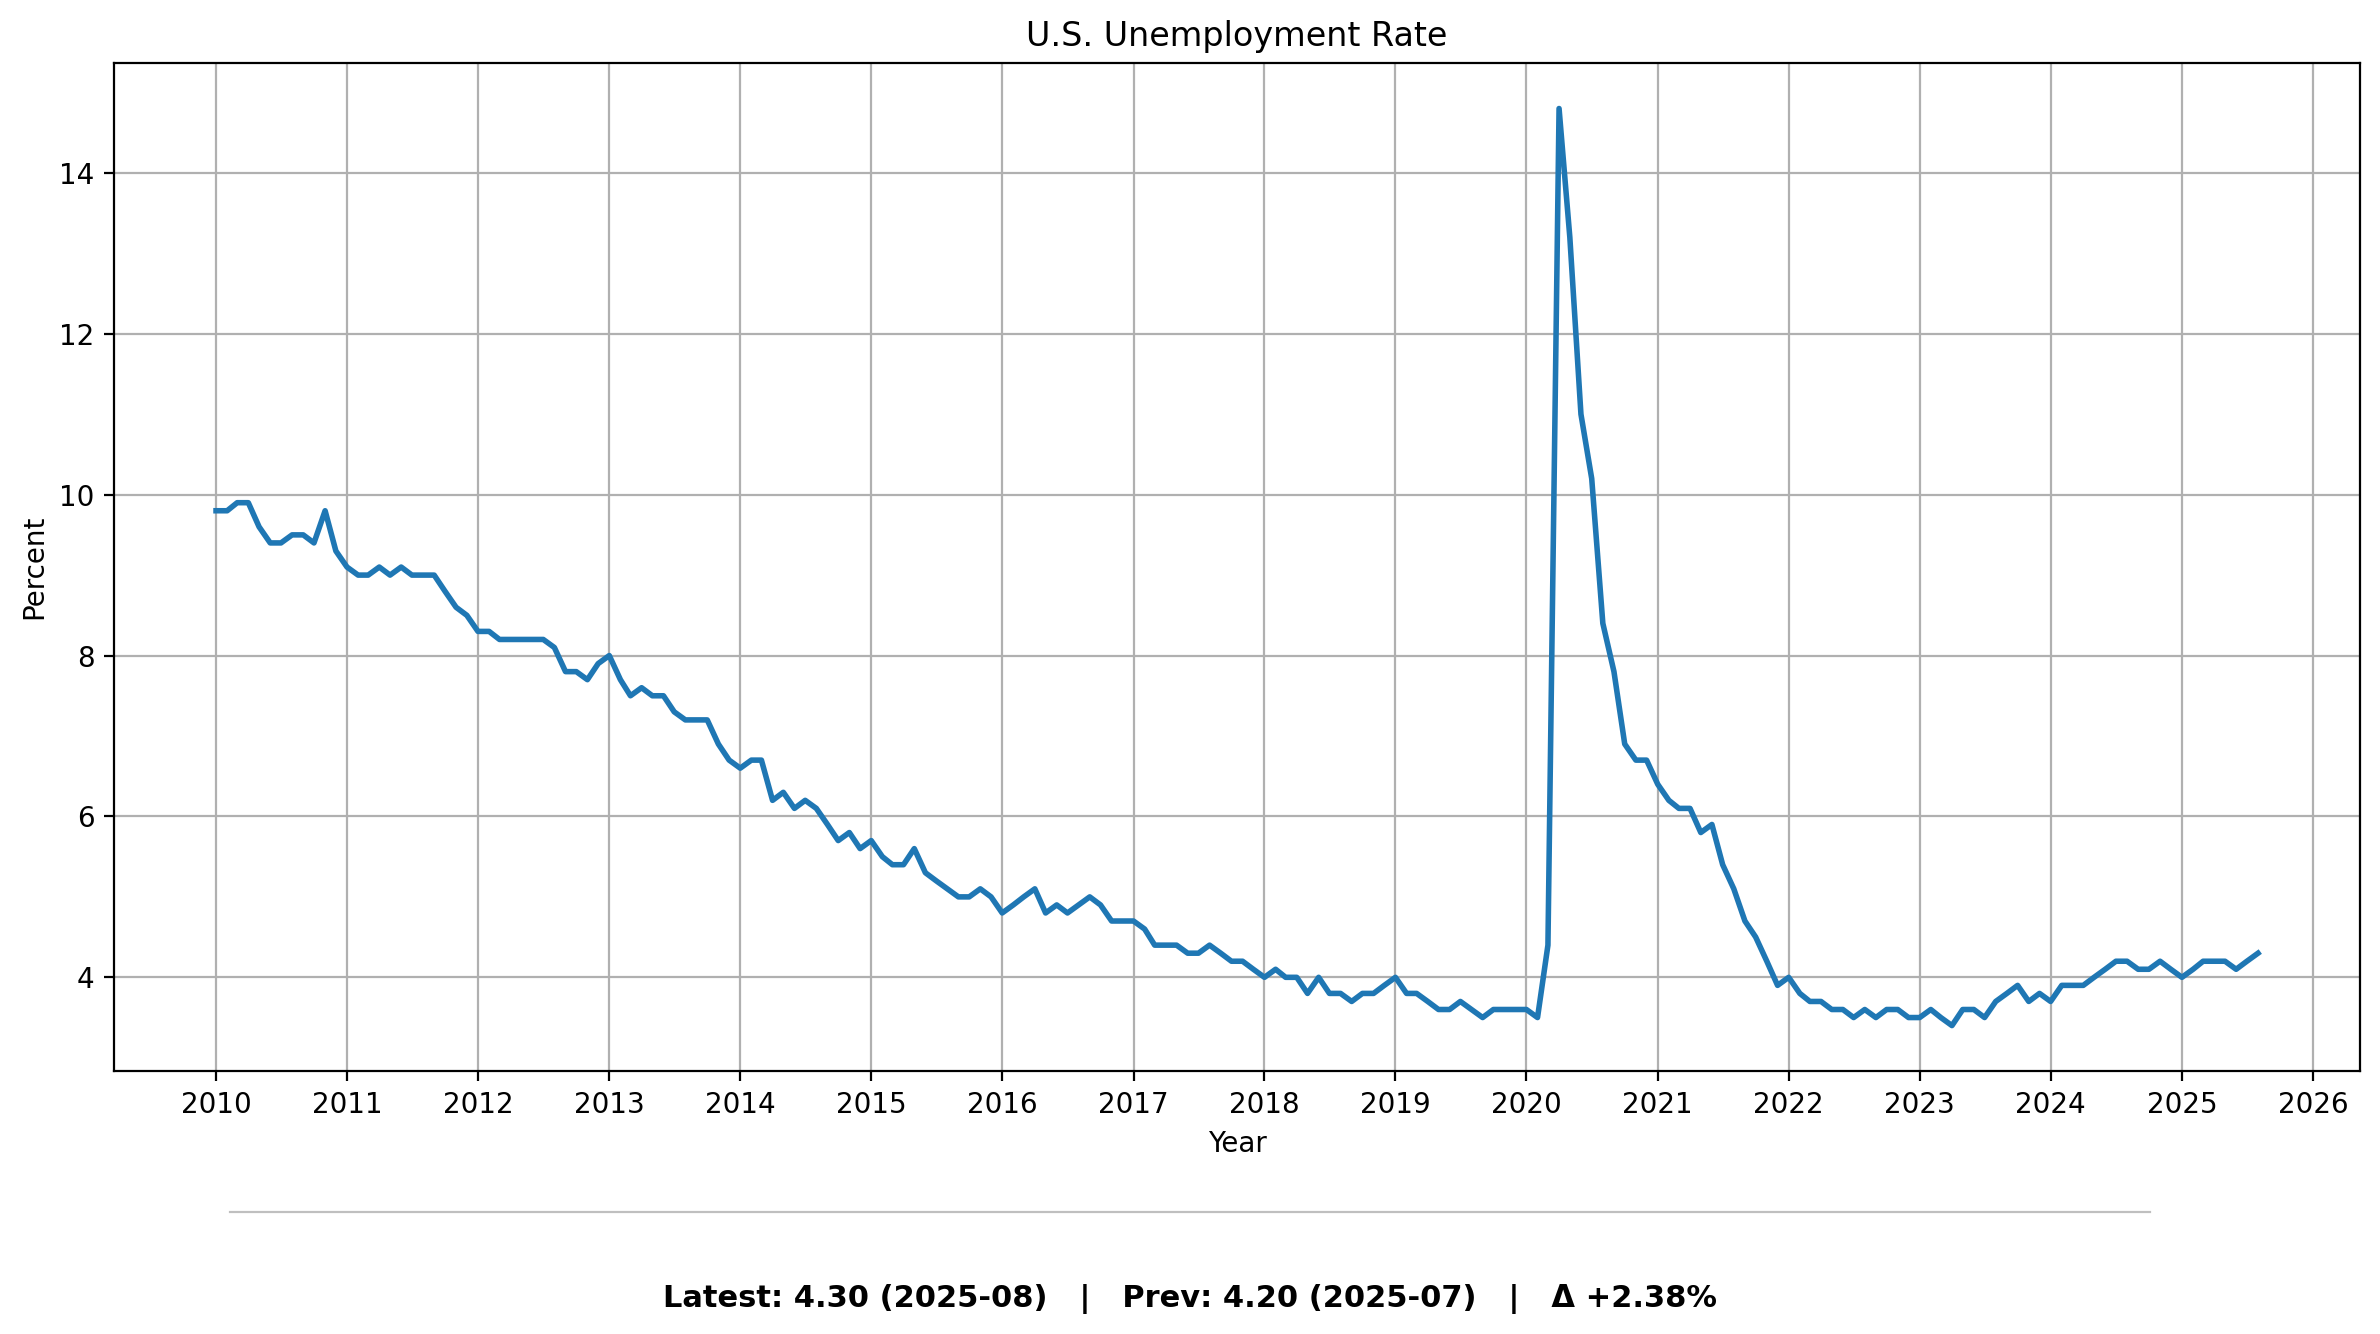 U.S. Unemployment Rate
Percent
14
12
10
8
6
4
2010 2011 2012 2013 2014 2015 2016 2017 2018 2019 2020 2021 2022 2023 2024 2025 2026
Year
Latest: 4.30 (2025-08) | Prev: 4.20 (2025-07) | Δ +2.38%